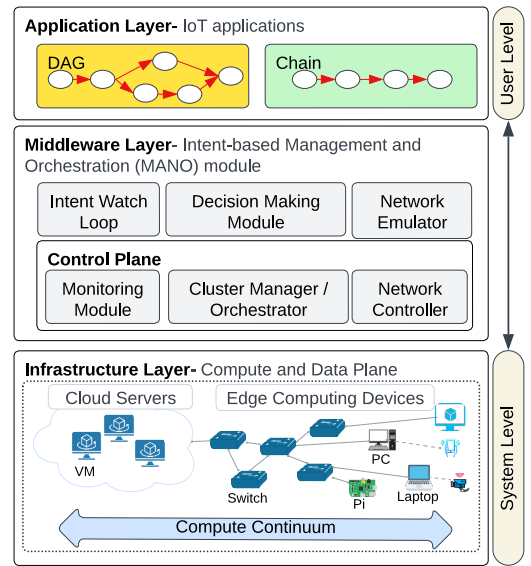 Application Layer- IoT applications
DAG
Chain
User Level
Middleware Layer- Intent-based Management and
Orchestration (MANO) module
Intent Watch
Loop
Decision Making
Module
Network
Emulator
Control Plane
Monitoring
Module
Cluster Manager /
Orchestrator
Network
Controller
Infrastructure Layer- Compute and Data Plane
Cloud Servers
Edge Computing Devices
VM
Switch
PC
Pi
Laptop
Compute Continuum
System Level